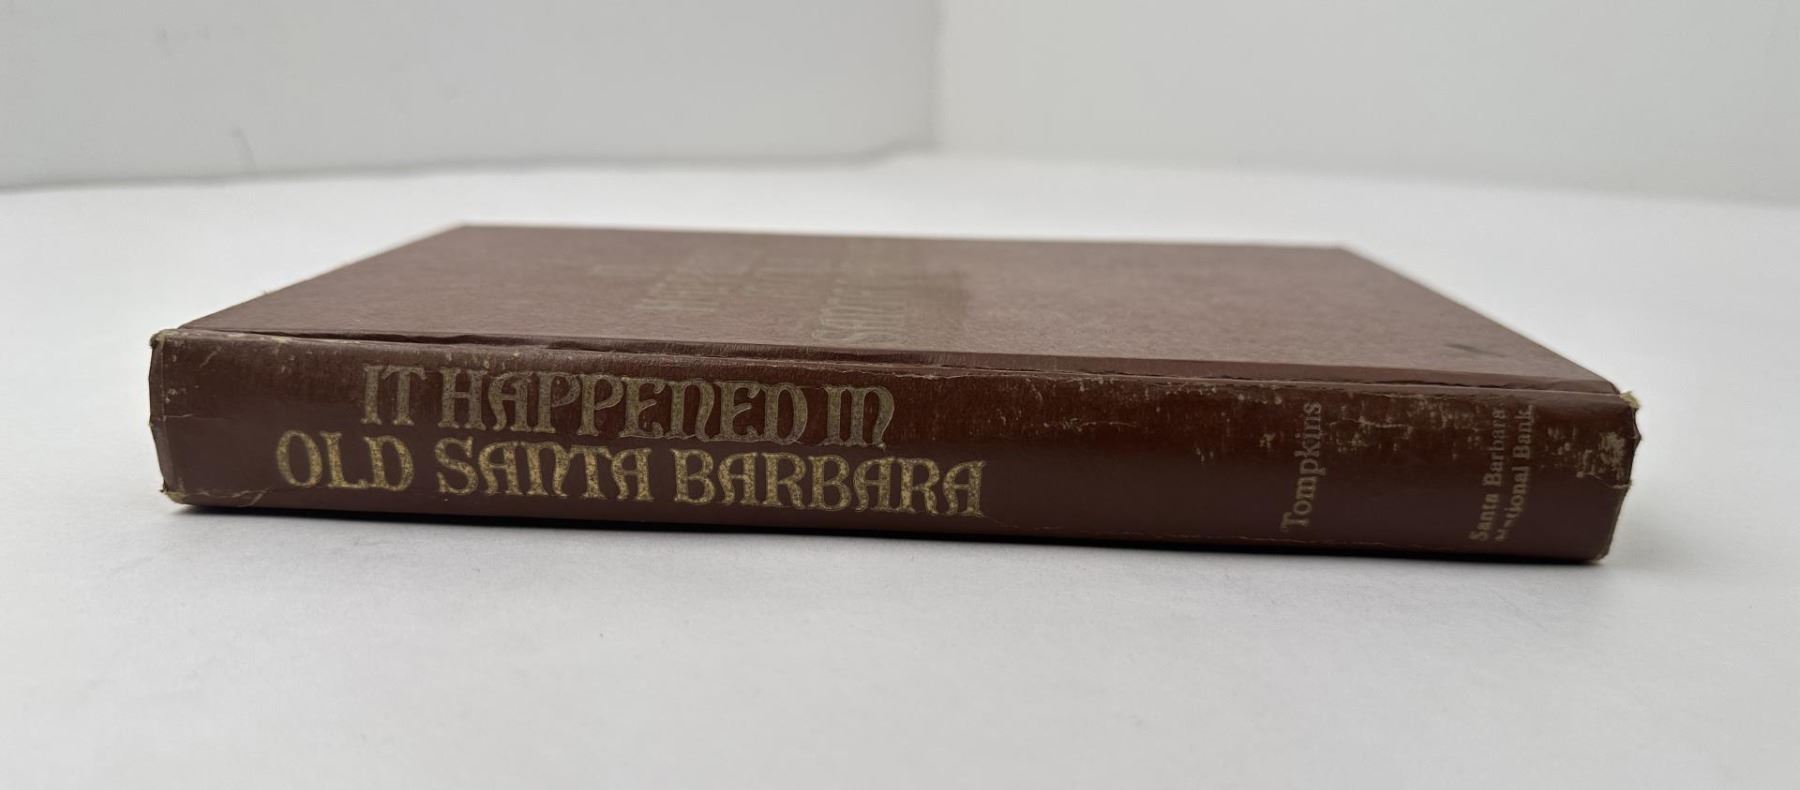 IT HAPPENED IN
OLD SANTA BARBARA
Tompkins
Santa Barbara
National Bank